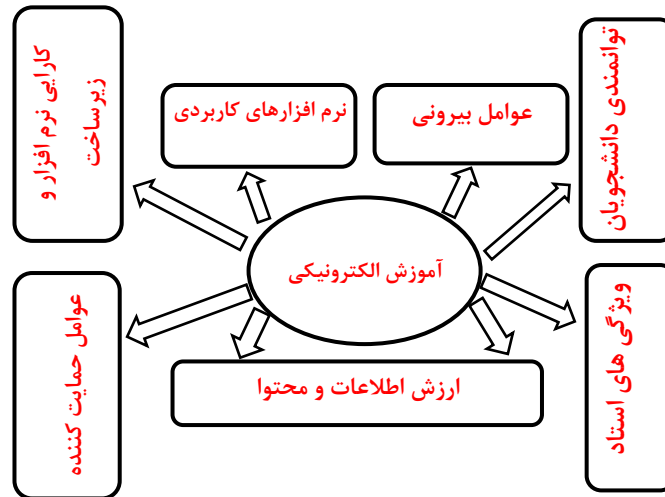 توانمندی دانشجویان
عوامل بیرونی
نرم افزارهای کاربردی
کارایی نرم افزار و
زیرساخت
آموزش الکترونیکی
ویژگی های استاد
ارزش اطلاعات و محتوا
عوامل حمایت کننده